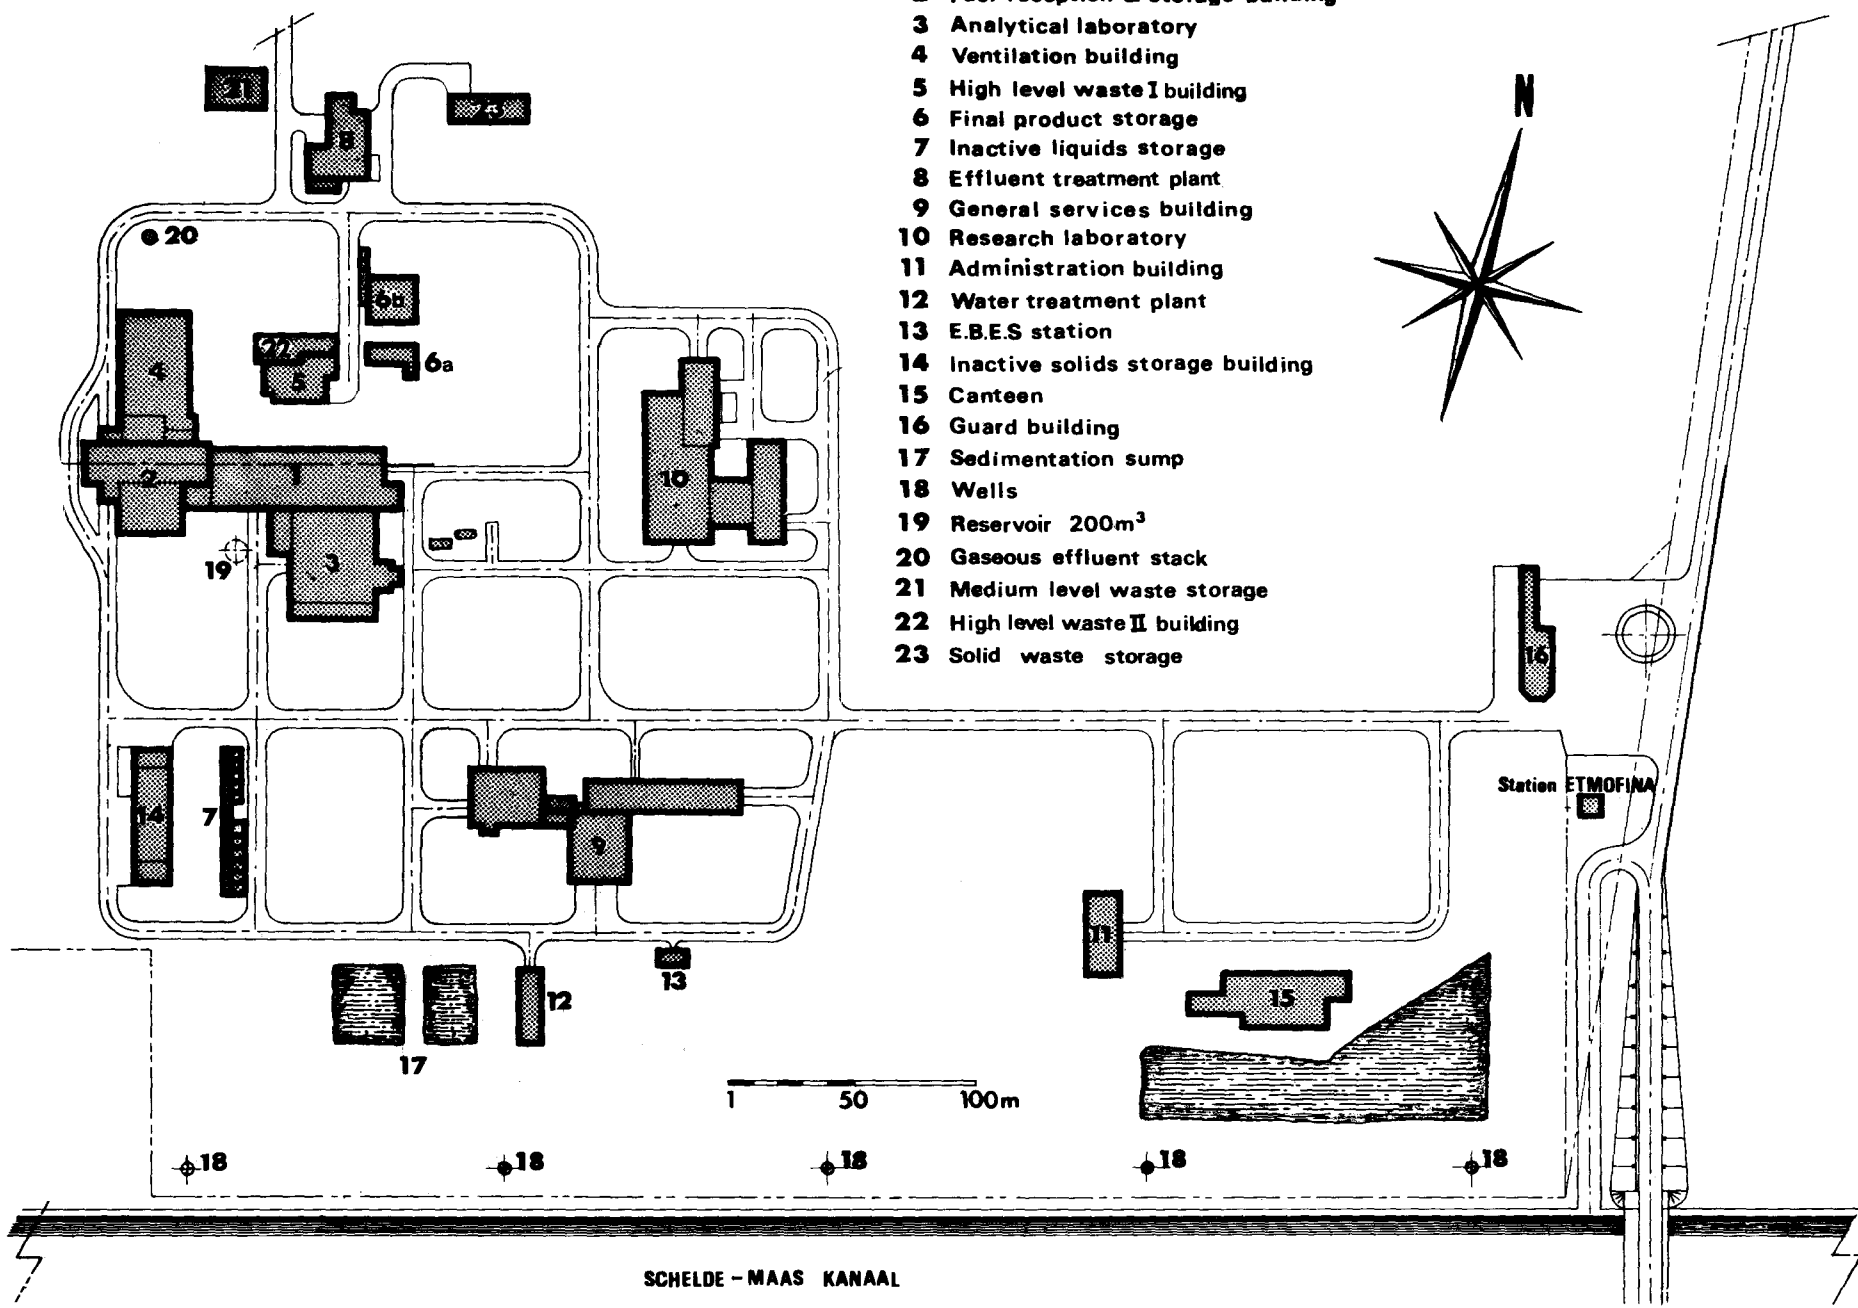 3 Analytical laboratory
4 Ventilation building
5 High level waste I building
6 Final product storage
7 Inactive liquids storage
8 Effluent treatment plant
9 General services building
10 Research laboratory
11 Administration building
12 Water treatment plant
13 E.B.E.S station
14 Inactive solids storage building
15 Canteen
16 Guard building
17 Sedimentation sump
18 Wells
19 Reservoir 200m³
20 Gaseous effluent stack
21 Medium level waste storage
22 High level waste II building
23 Solid waste storage
N
21
23
8
20
6b
22
6a
4
5
2
1
10
19
3
16
Station ETMOFINA
14
7
9
11
13
12
15
17
1 50 100m
18
18
18
18
18
SCHELDE-MAAS KANAAL